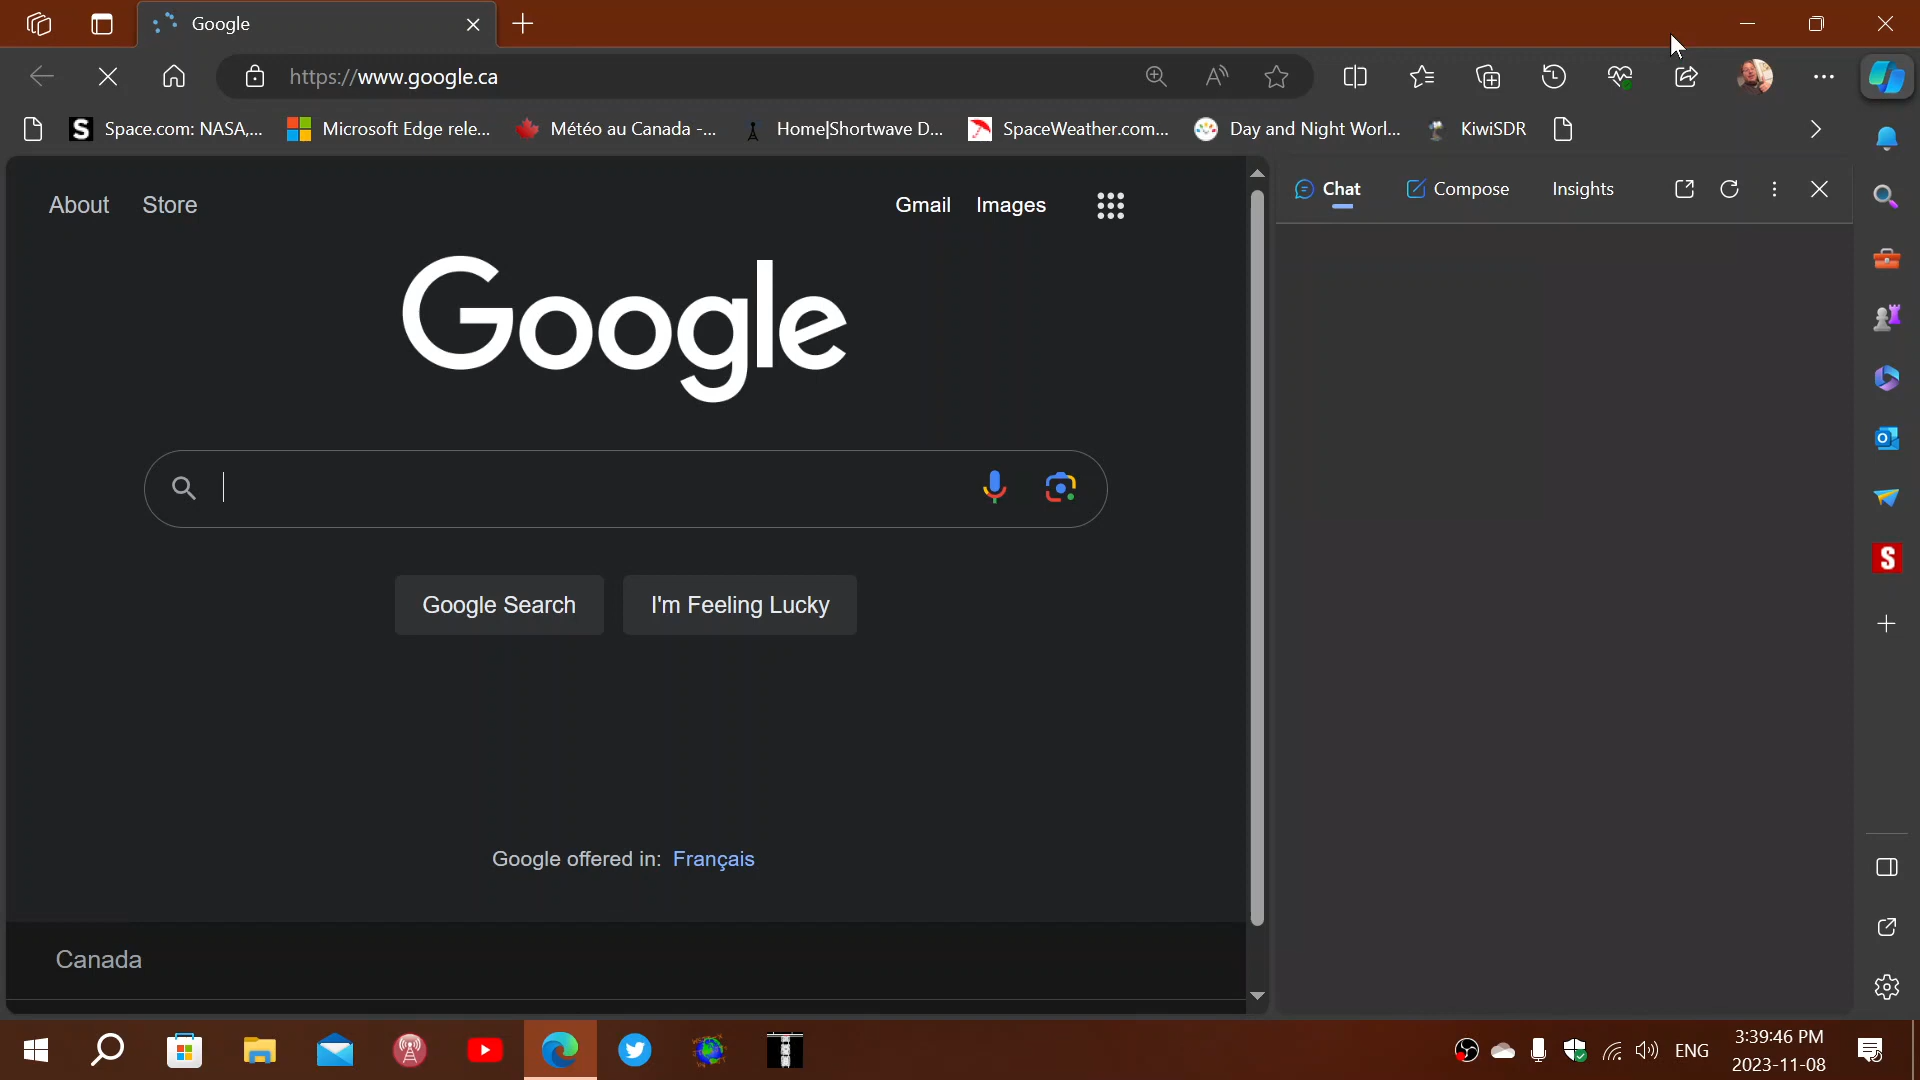 Google
https://www.google.ca
Space.com: NASA,...
Microsoft Edge rele...
Météo au Canada -...
Home|Shortwave D...
SpaceWeather.com...
Day and Night Worl...
KiwiSDR
About
Store
Gmail
Images
Chat
Compose
Insights
Google
Google Search
I'm Feeling Lucky
Google offered in: Français
Canada
ENG
3:39:46 PM
2023-11-08